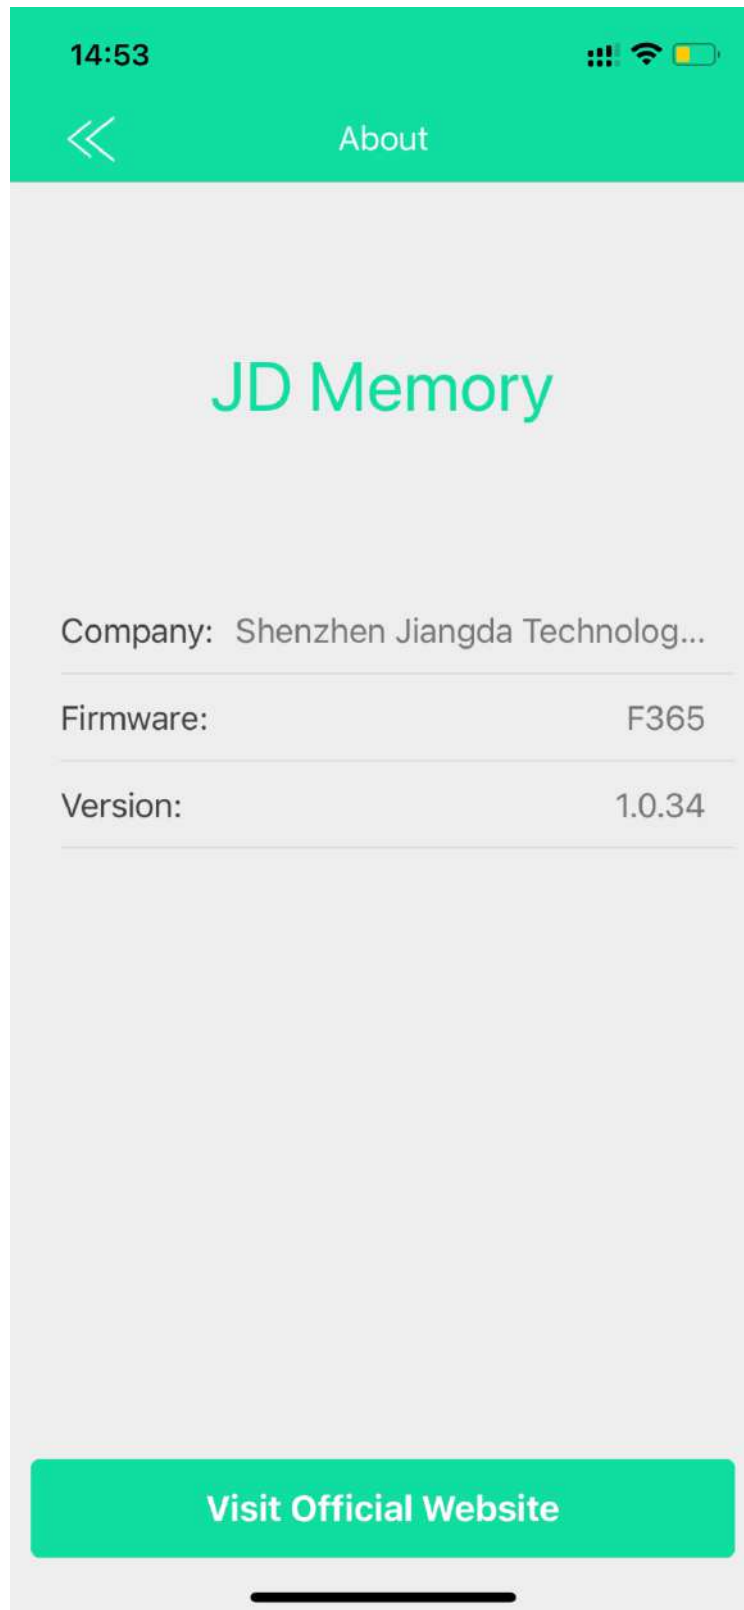 14:53
About
JD Memory
Company: Shenzhen Jiangda Technolog...
Firmware: F365
Version: 1.0.34
Visit Official Website